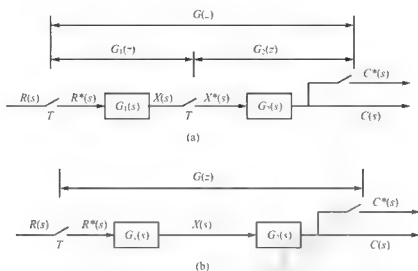 G(z)
G₁(z) G₂(z)
C*(s)
R(s) R*(s) G₁(s) X(s) X*(s) G₂(s)
T T C(s)
(a)
G(z)
C*(s)
R(s) R*(s) G₁(s) X(s) G₂(s)
T C(s)
(b)